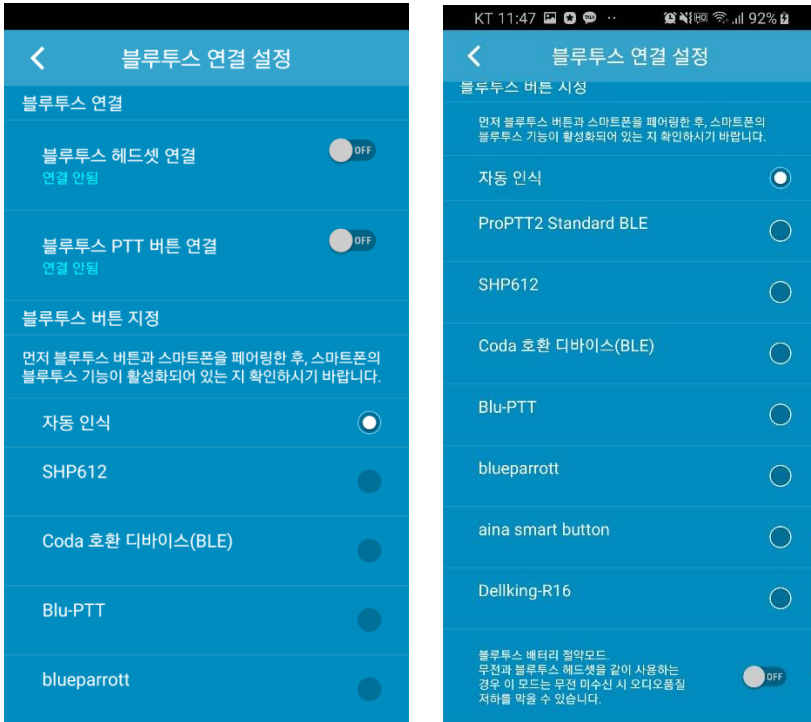 블루투스 연결 설정
블루투스 연결
블루투스 헤드셋 연결
OFF
연결 안됨
블루투스 PTT 버튼 연결
OFF
연결 안됨
블루투스 버튼 지정
먼저 블루투스 버튼과 스마트폰을 페어링한 후, 스마트폰의
블루투스 기능이 활성화되어 있는 지 확인하시기 바랍니다.
자동 인식
SHP612
Coda 호환 디바이스(BLE)
Blu-PTT
blueparrott
KT 11:47 92%
블루투스 연결 설정
블루투스 버튼 지정
먼저 블루투스 버튼과 스마트폰을 페어링한 후, 스마트폰의
블루투스 기능이 활성화되어 있는 지 확인하시기 바랍니다.
자동 인식
ProPTT2 Standard BLE
SHP612
Coda 호환 디바이스(BLE)
Blu-PTT
blueparrott
aina smart button
Dellking-R16
블루투스 배터리 절약모드.
무전과 블루투스 헤드셋을 같이 사용하는
경우 이 모드는 무전 미수신 시 오디오품질
저하를 막을 수 있습니다.
OFF